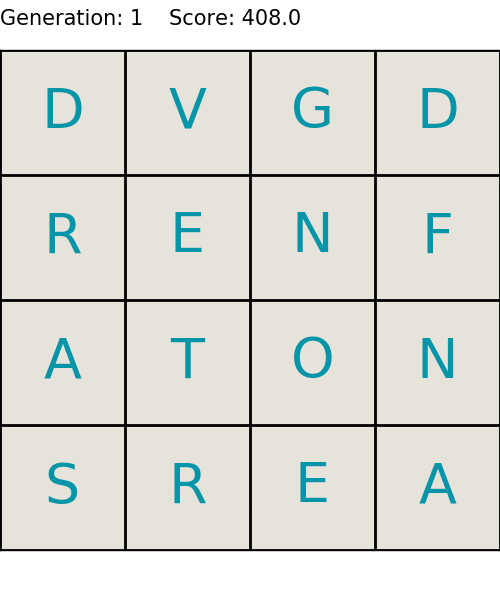 Generation: 1    Score: 408.0
D V G D
R E N F
A T O N
S R E A